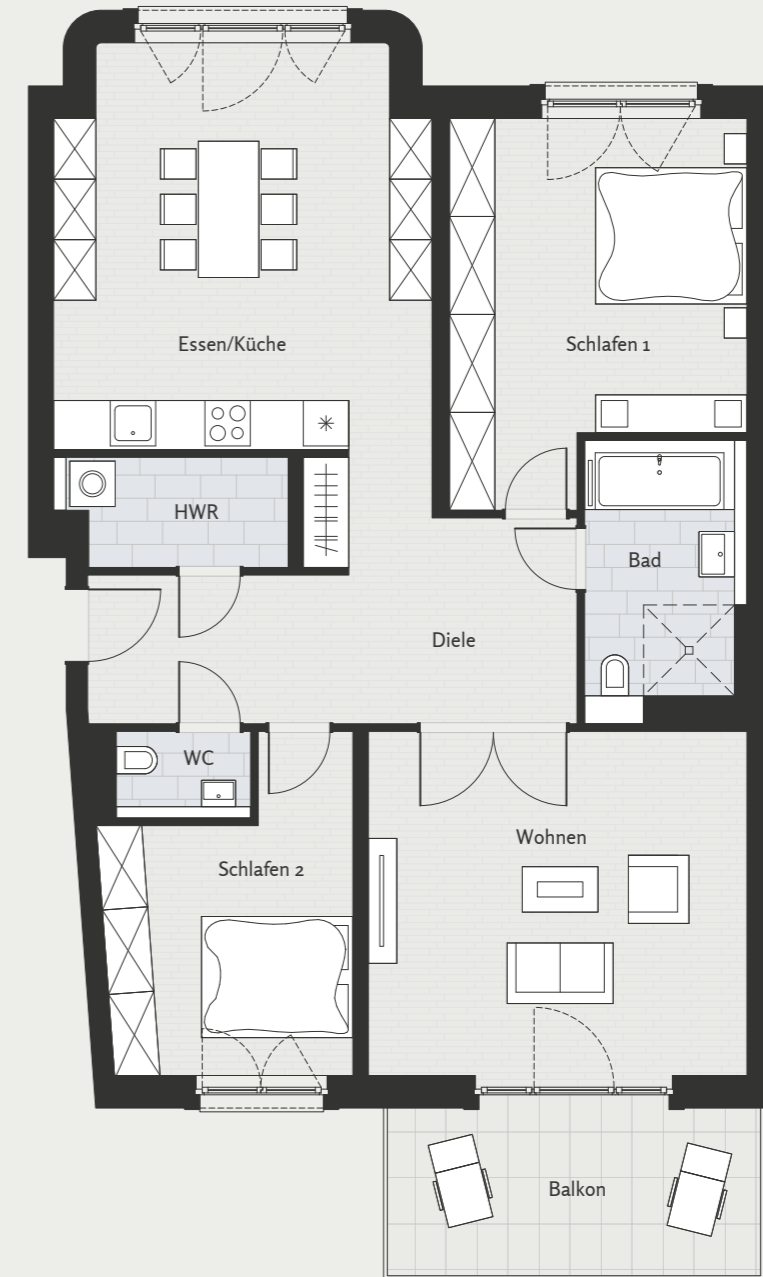 Essen/Küche
Schlafen 1
HWR
Bad
Diele
WC
Wohnen
Schlafen 2
Balkon